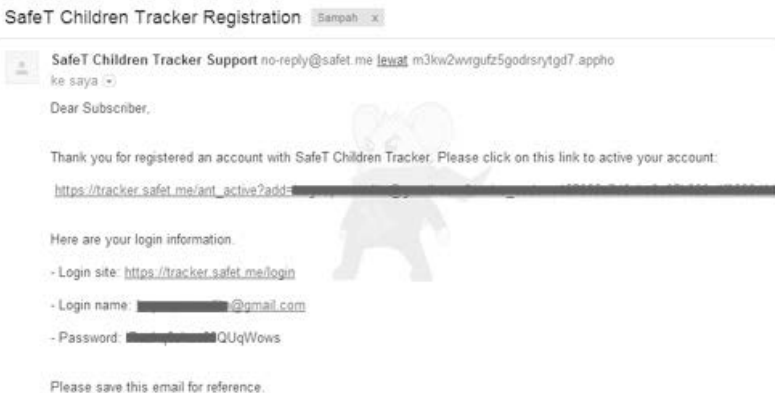 SafeT Children Tracker Registration Sampah x
SafeT Children Tracker Support no-reply@safet.me lewat m3kw2wvrgufz5godrsrytgd7.appho
ke saya
Dear Subscriber,
Thank you for registered an account with SafeT Children Tracker. Please click on this link to active your account:
https://tracker.safet.me/ant_active?add=
Here are your login information.
- Login site: https://tracker.safet.me/login
- Login name: @gmail.com
- Password: QUqWows
Please save this email for reference.